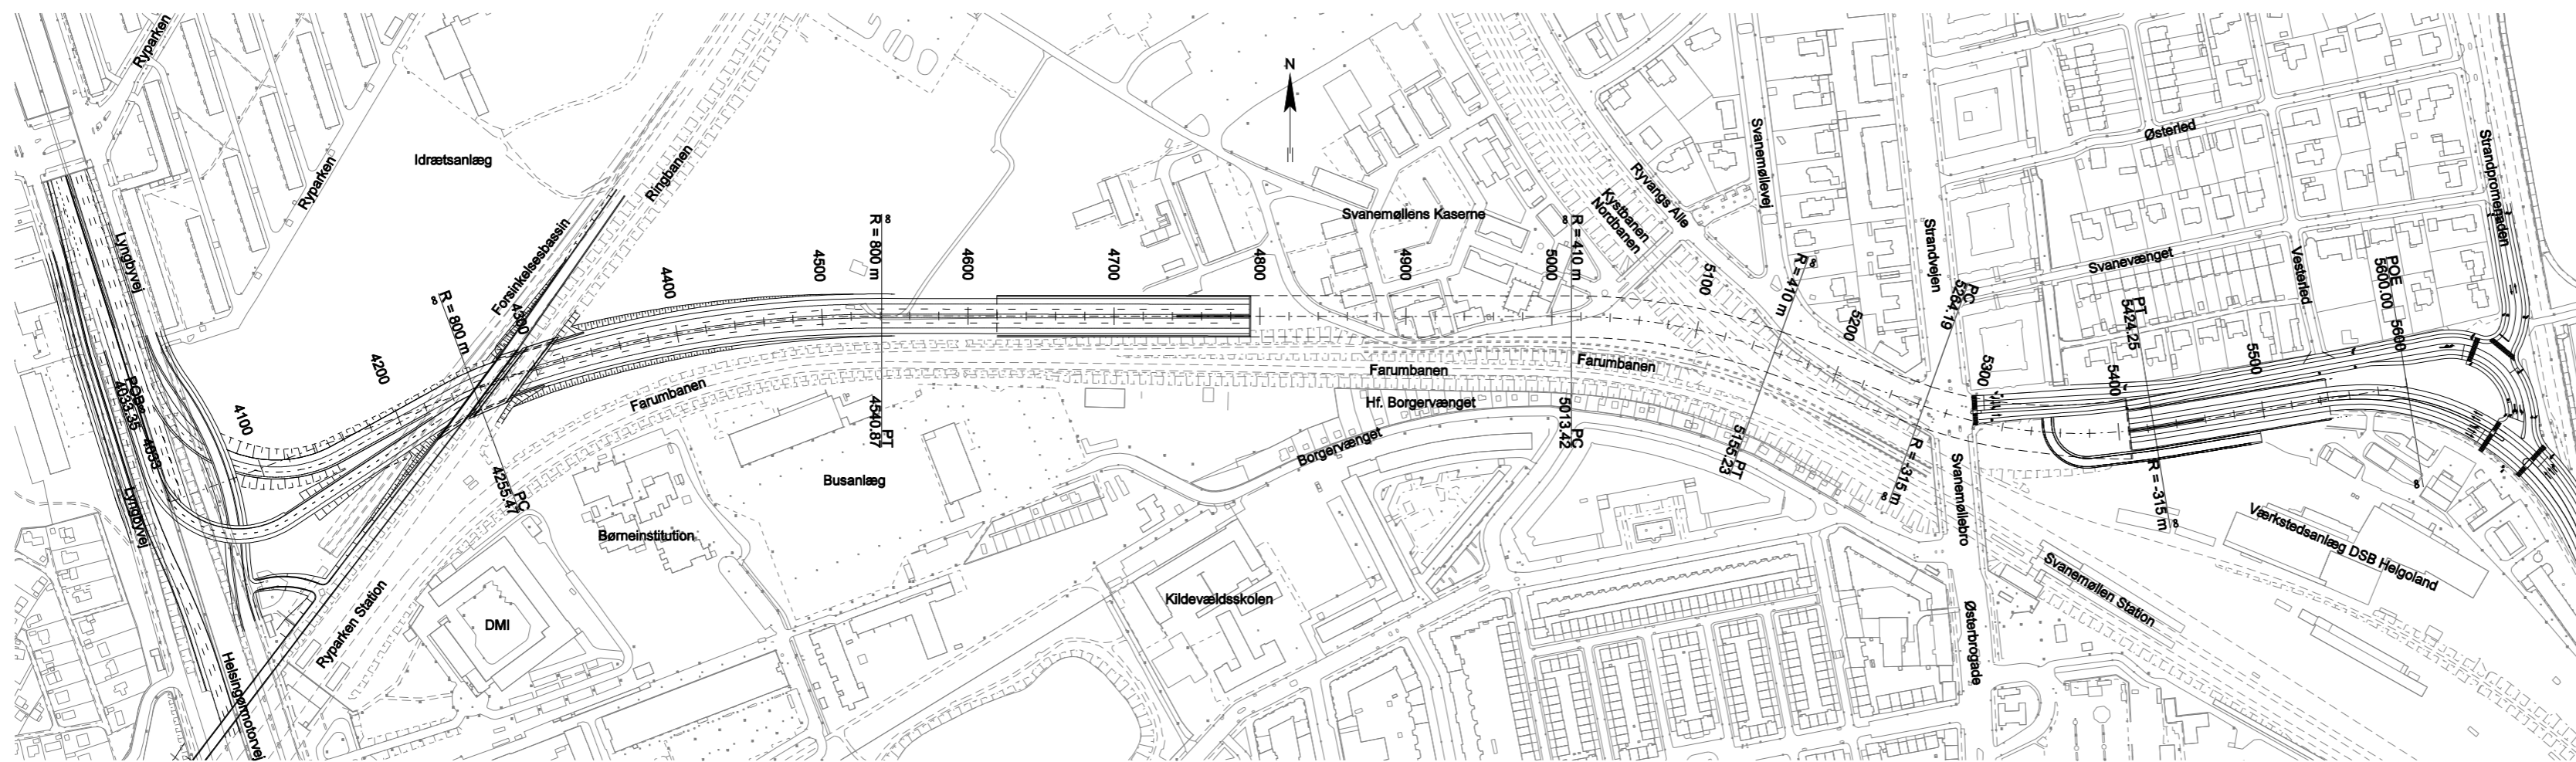 Ryparken
Ryparken
Idrætsanlæg
Forsinkelsesbassin
Ringbanen
Lyngbyvej
Lyngbyvej
Helsingørmotorvej
Ryparken Station
DMI
Børneinstitution
Busanlæg
Farumbanen
Farumbanen
Farumbanen
Hf. Borgervænget
Borgervænget
Kildevældsskolen
Svanemøllens Kaserne
N
Kystbanen
Nordbanen
Ryvangs Alle
Svanemøllevej
Strandvejen
Svanemøllebro
Østerbrogade
Svanemøllen Station
Værkstedsanlæg DSB Helgoland
Svanevænget
Vesterled
Østerled
Strandpromenaden
4033
4100
4200
4300
4400
4500
4600
4700
4800
4900
5000
5100
5200
5300
5400
5500
5600
4033.35
R = 800 m
PC
4255.47
R = 800 m
PT
4540.87
R = 410 m
PC
5013.42
R = 410 m
PT
5155.23
PC
5264.19
R = -315 m
PT
5424.25
R = -315 m
POE
5600.00